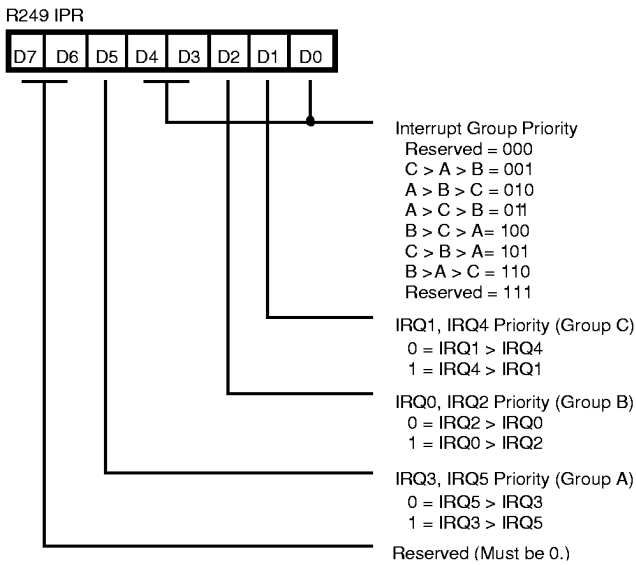 R249 IPR
D7 D6 D5 D4 D3 D2 D1 D0
Interrupt Group Priority
Reserved = 000
C > A > B = 001
A > B > C = 010
A > C > B = 011
B > C > A= 100
C > B > A= 101
B >A > C = 110
Reserved = 111
IRQ1, IRQ4 Priority (Group C)
0 = IRQ1 > IRQ4
1 = IRQ4 > IRQ1
IRQ0, IRQ2 Priority (Group B)
0 = IRQ2 > IRQ0
1 = IRQ0 > IRQ2
IRQ3, IRQ5 Priority (Group A)
0 = IRQ5 > IRQ3
1 = IRQ3 > IRQ5
Reserved (Must be 0.)